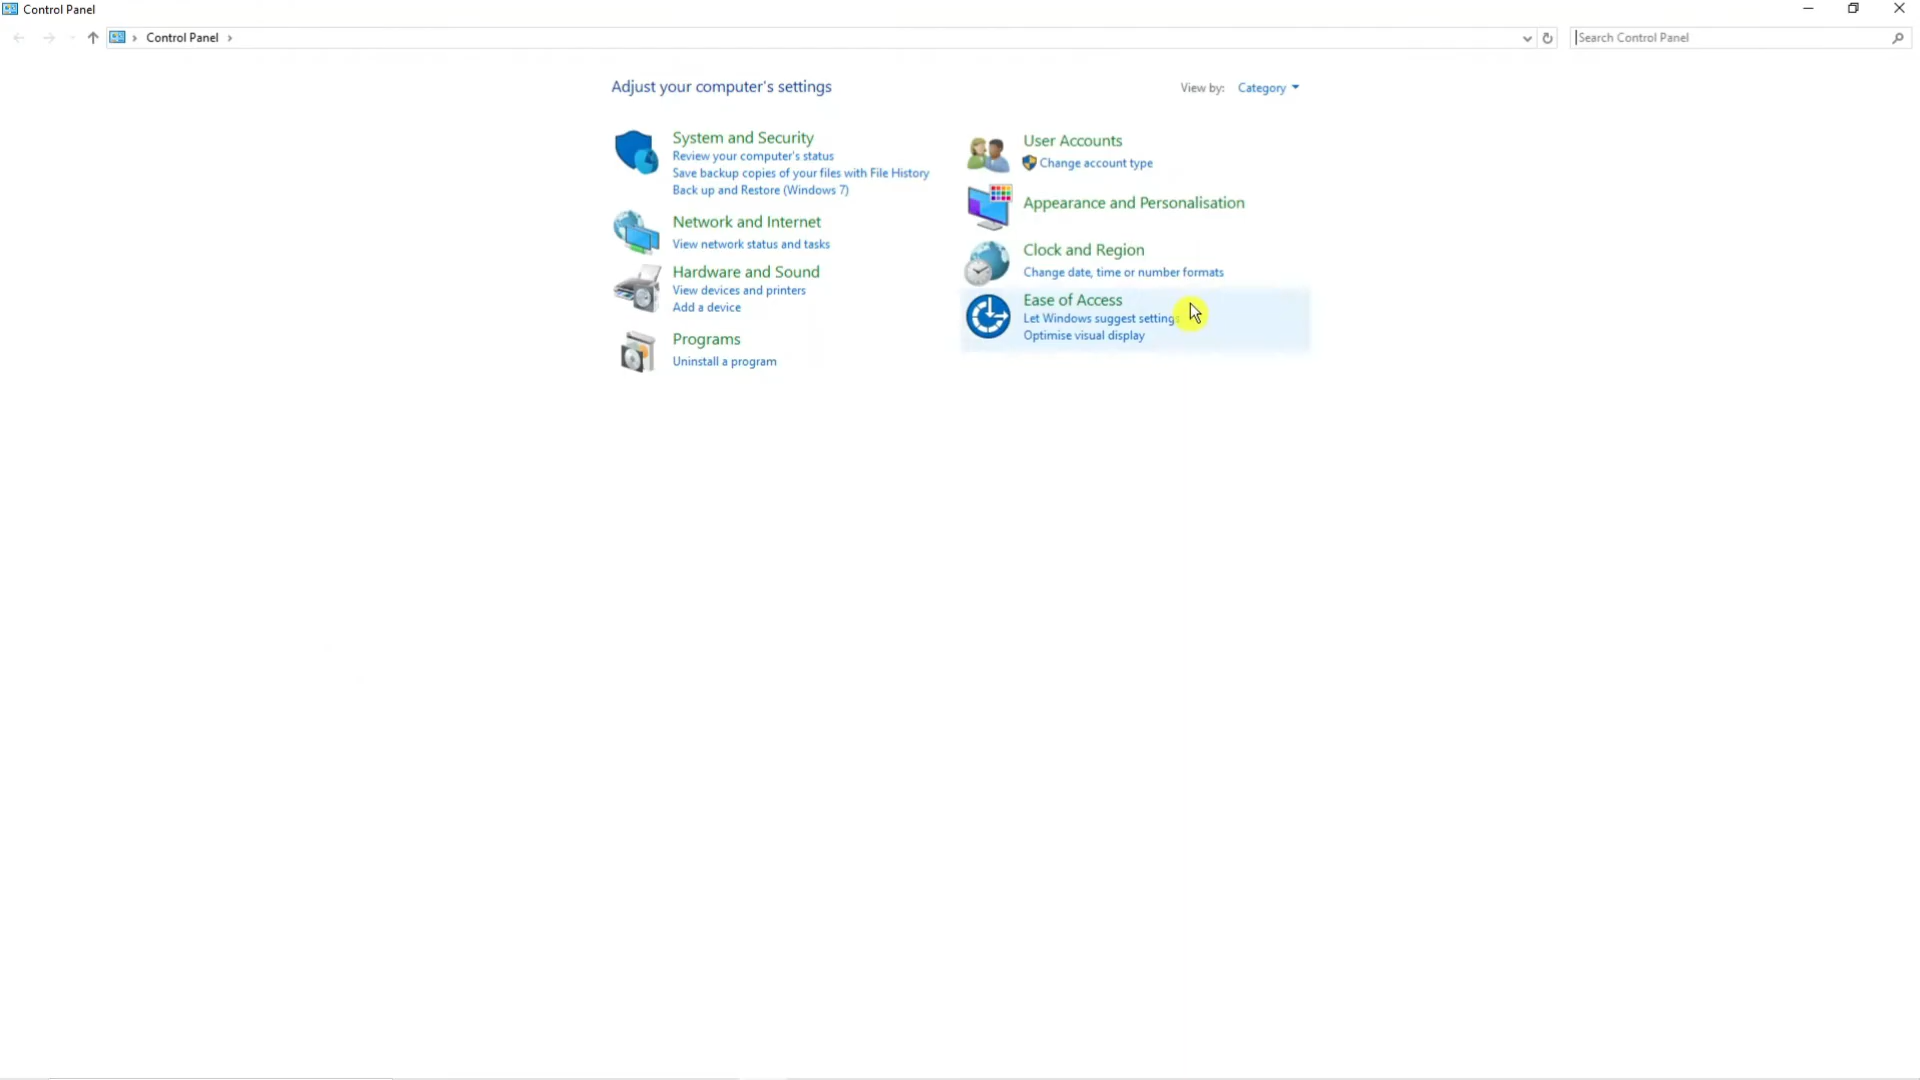 Control Panel
Control Panel
Search Control Panel
Adjust your computer's settings
View by: Category
System and Security
Review your computer's status
Save backup copies of your files with File History
Back up and Restore (Windows 7)
Network and Internet
View network status and tasks
Hardware and Sound
View devices and printers
Add a device
Programs
Uninstall a program
User Accounts
Change account type
Appearance and Personalisation
Clock and Region
Change date, time or number formats
Ease of Access
Let Windows suggest settings
Optimise visual display